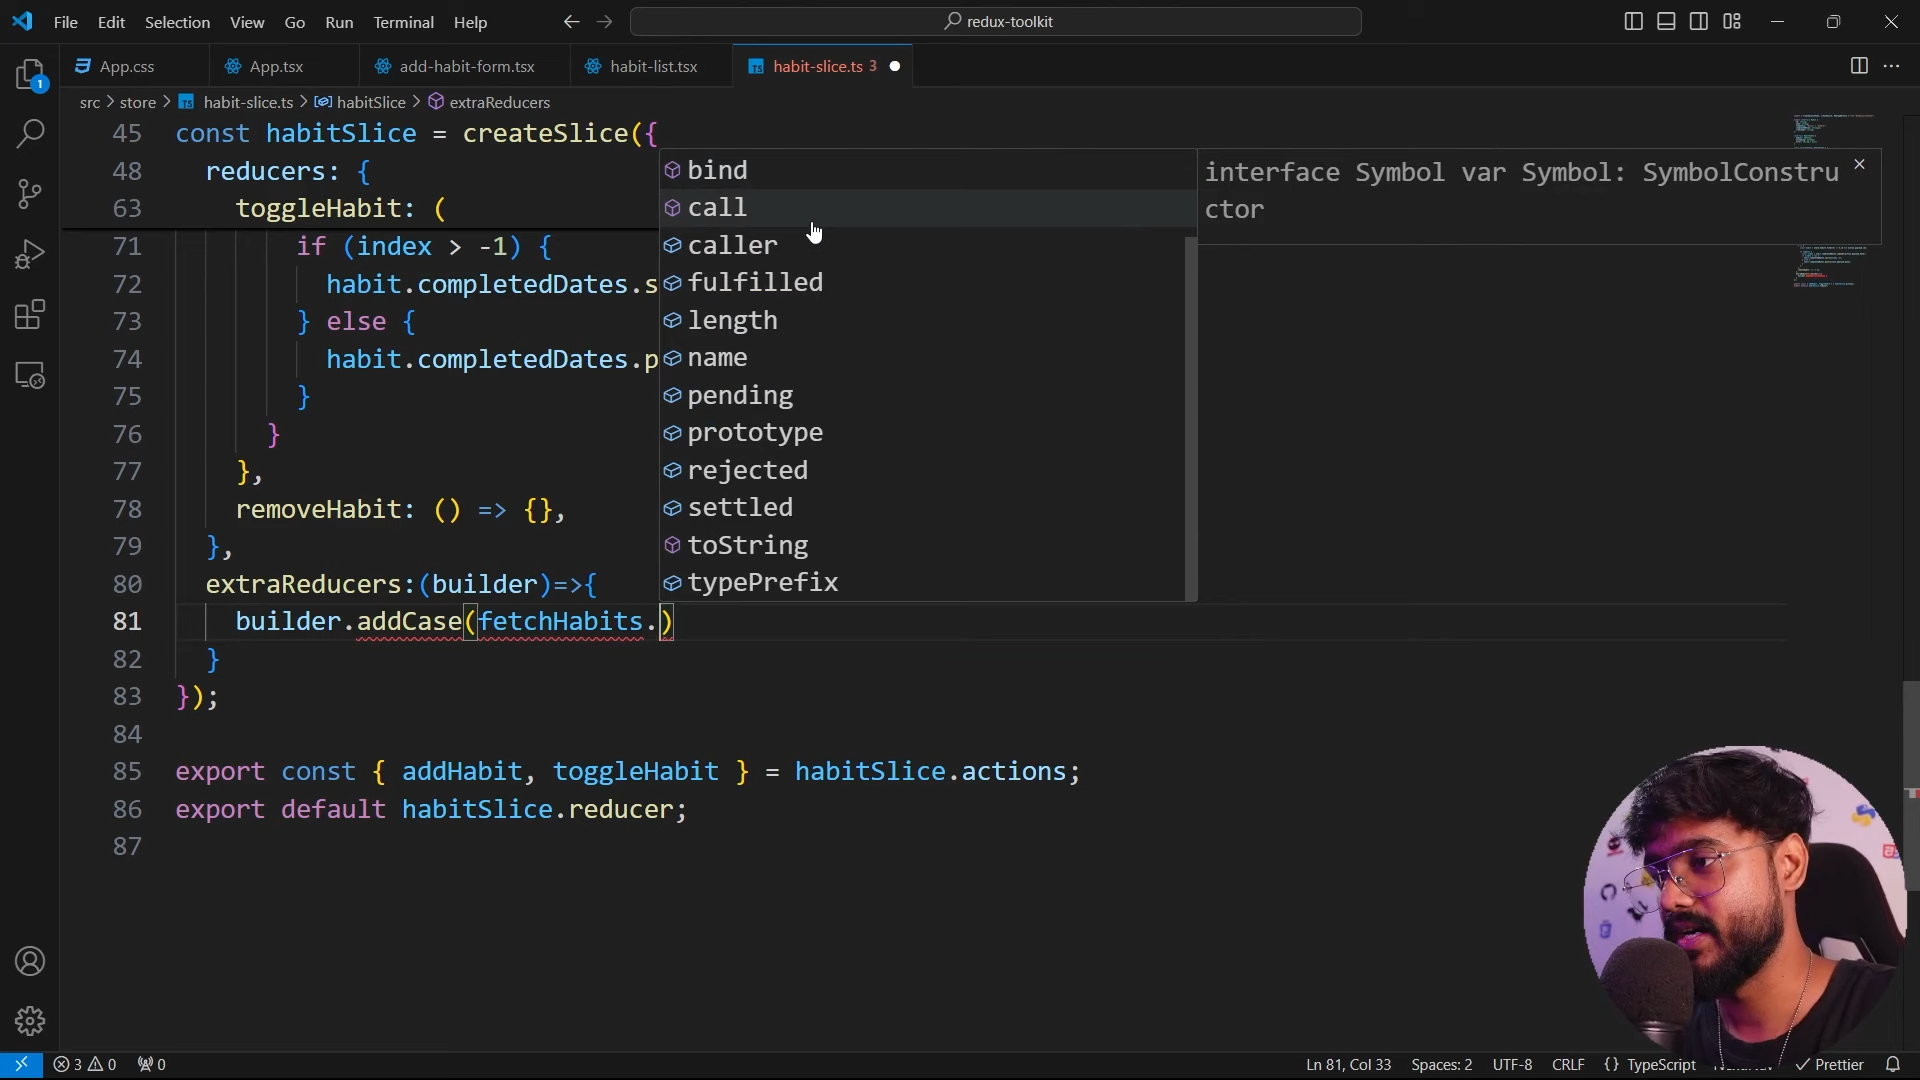 File Edit Selection View Go Run Terminal Help
redux-toolkit
App.css App.tsx add-habit-form.tsx habit-list.tsx habit-slice.ts 3
src > store > habit-slice.ts > habitSlice > extraReducers
45 const habitSlice = createSlice({
48 reducers: {
63 toggleHabit: (
71 if (index > -1) {
72 habit.completedDates.s
73 } else {
74 habit.completedDates.p
75 }
76 }
77 },
78 removeHabit: () => {},
79 },
80 extraReducers:(builder)=>{
81 builder.addCase(fetchHabits.)
82 }
83 });
84
85 export const { addHabit, toggleHabit } = habitSlice.actions;
86 export default habitSlice.reducer;
87
bind
call
caller
fulfilled
length
name
pending
prototype
rejected
settled
toString
typePrefix
interface Symbol var Symbol: SymbolConstru
ctor
1
3 0 0
Ln 81, Col 33 Spaces: 2 UTF-8 CRLF {} TypeScript Prettier